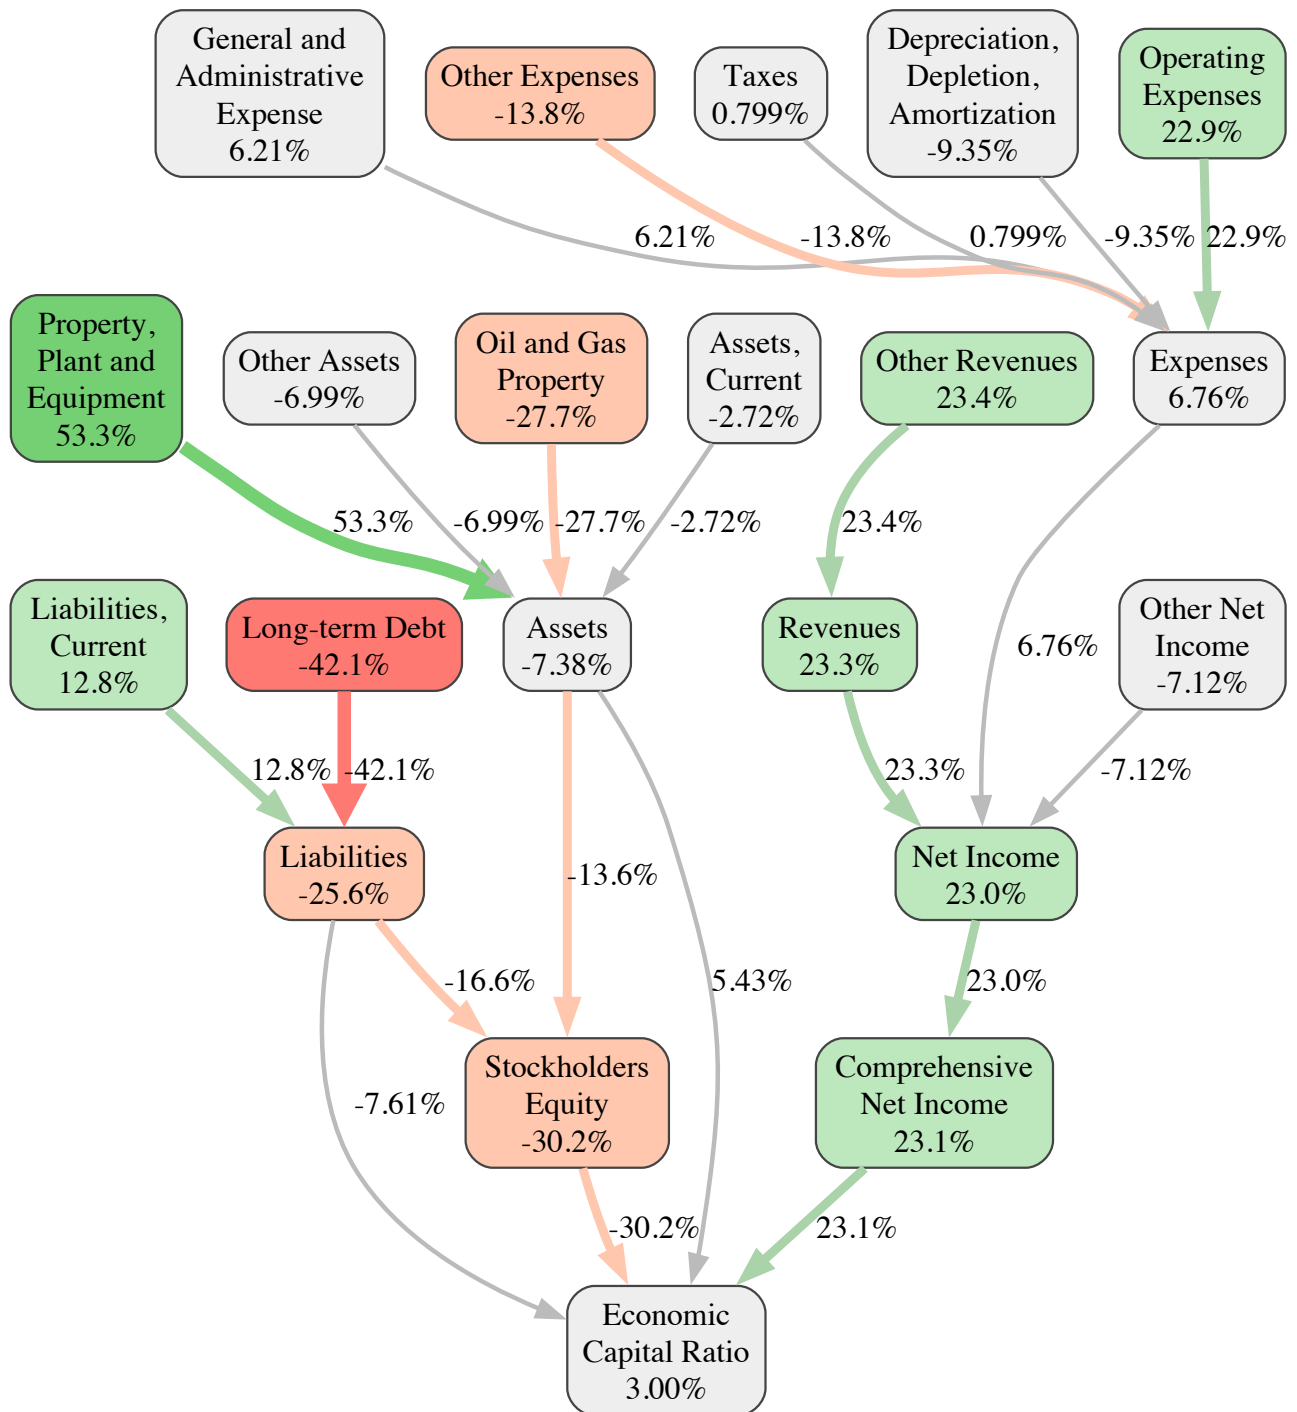 General and
Administrative
Expense
6.21%
Other Expenses
-13.8%
Taxes
0.799%
Depreciation,
Depletion,
Amortization
-9.35%
Operating
Expenses
22.9%
6.21%
-13.8%
0.799%
-9.35%
22.9%
Property,
Plant and
Equipment
53.3%
Other Assets
-6.99%
Oil and Gas
Property
-27.7%
Assets,
Current
-2.72%
Other Revenues
23.4%
Expenses
6.76%
53.3%
-6.99%
-27.7%
-2.72%
23.4%
Liabilities,
Current
12.8%
Long-term Debt
-42.1%
Assets
-7.38%
Revenues
23.3%
6.76%
Other Net
Income
-7.12%
12.8%
-42.1%
23.3%
-7.12%
Liabilities
-25.6%
-13.6%
Net Income
23.0%
-16.6%
5.43%
23.0%
-7.61%
Stockholders
Equity
-30.2%
Comprehensive
Net Income
23.1%
-30.2%
23.1%
Economic
Capital Ratio
3.00%